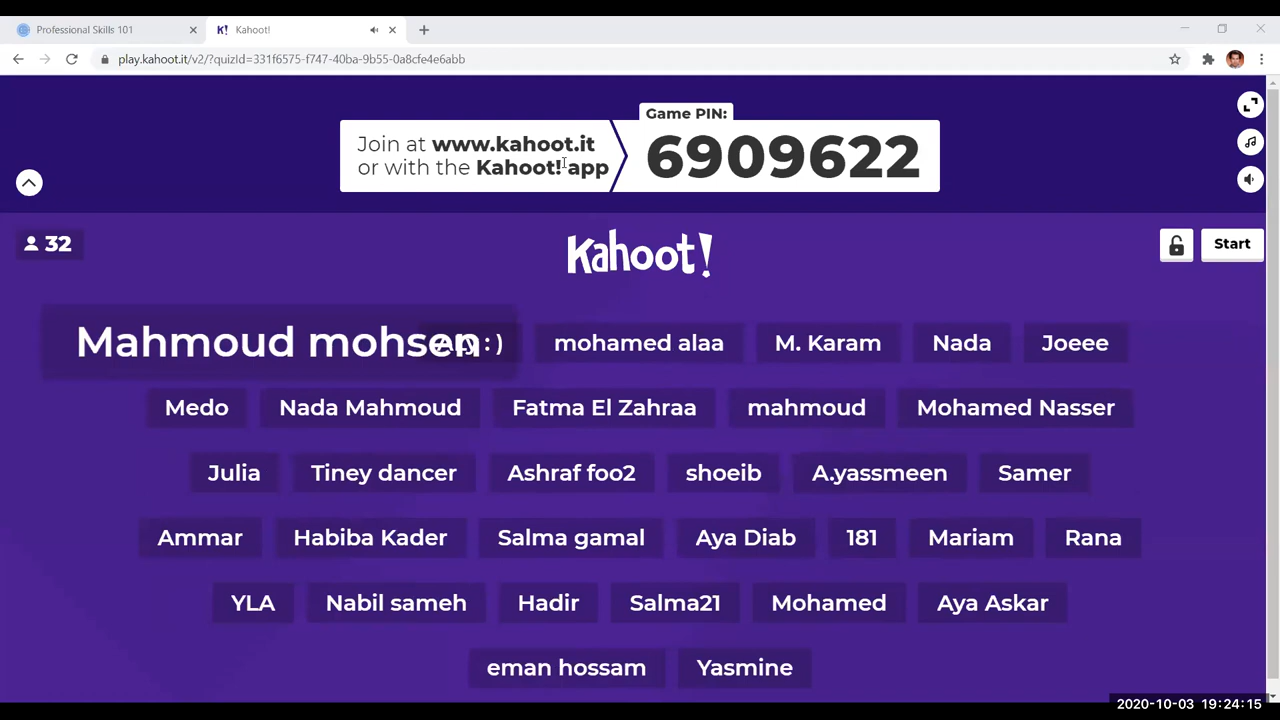 Professional Skills 101
Kahoot!
play.kahoot.it/v2/?quizId=331f6575-f747-40ba-9b55-0a8cfe4e6abb
Join at www.kahoot.it
or with the Kahoot! app
Game PIN:
6909622
32
Kahoot!
Start
Mahmoud mohsen :) mohamed alaa M. Karam Nada Joeee
Medo Nada Mahmoud Fatma El Zahraa mahmoud Mohamed Nasser
Julia Tiney dancer Ashraf foo2 shoeib A.yassmeen Samer
Ammar Habiba Kader Salma gamal Aya Diab 181 Mariam Rana
YLA Nabil sameh Hadir Salma21 Mohamed Aya Askar
eman hossam Yasmine
2020-10-03 19:24:15